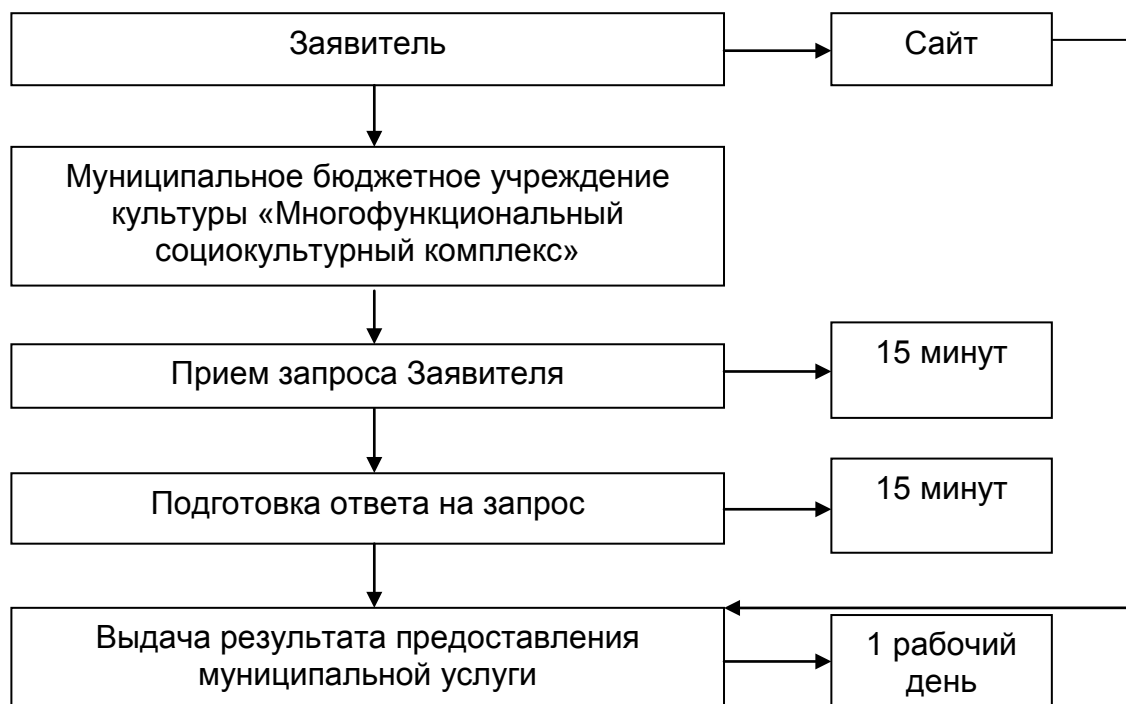 Заявитель
Сайт
Муниципальное бюджетное учреждение
культуры «Многофункциональный
социокультурный комплекс»
Прием запроса Заявителя
15 минут
Подготовка ответа на запрос
15 минут
Выдача результата предоставления
муниципальной услуги
1 рабочий
день